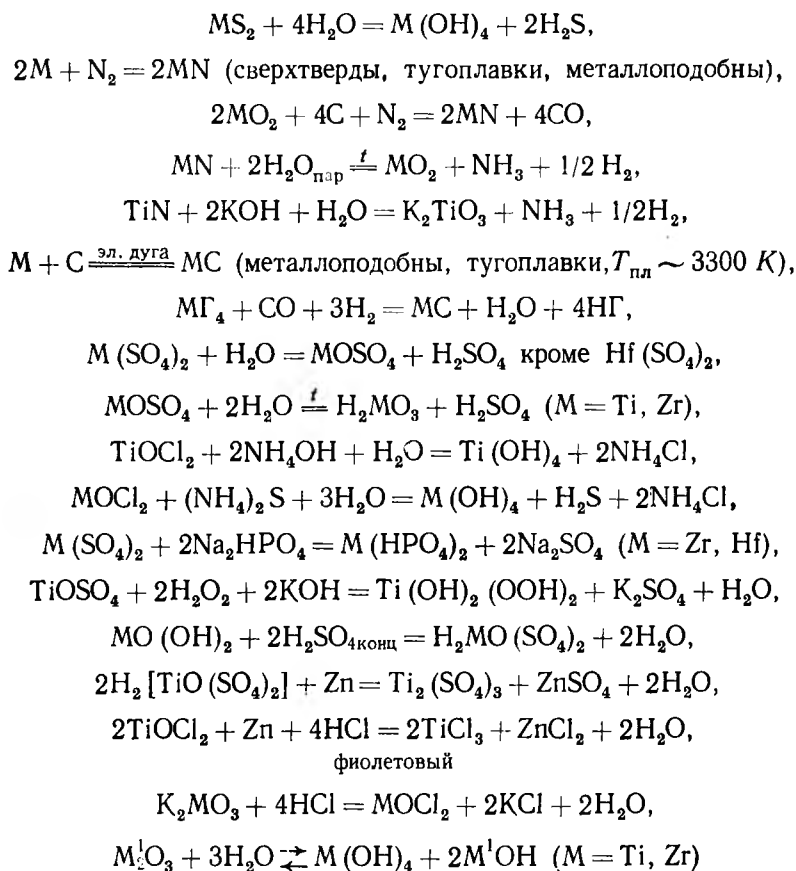 MS₂ + 4H₂O = M (OH)₄ + 2H₂S,
2M + N₂ = 2MN (сверхтверды, тугоплавки, металлоподобны),
2MO₂ + 4C + N₂ = 2MN + 4CO,
MN + 2H₂Oпар =ᵗ= MO₂ + NH₃ + 1/2 H₂,
TiN + 2KOH + H₂O = K₂TiO₃ + NH₃ + 1/2H₂,
M + C =эл. дуга= MC (металлоподобны, тугоплавки, Tпл ~ 3300 K),
MГ₄ + CO + 3H₂ = MC + H₂O + 4HГ,
M (SO₄)₂ + H₂O = MOSO₄ + H₂SO₄ кроме Hf (SO₄)₂,
MOSO₄ + 2H₂O =ᵗ= H₂MO₃ + H₂SO₄ (M = Ti, Zr),
TiOCl₂ + 2NH₄OH + H₂O = Ti (OH)₄ + 2NH₄Cl,
MOCl₂ + (NH₄)₂ S + 3H₂O = M (OH)₄ + H₂S + 2NH₄Cl,
M (SO₄)₂ + 2Na₂HPO₄ = M (HPO₄)₂ + 2Na₂SO₄ (M = Zr, Hf),
TiOSO₄ + 2H₂O₂ + 2KOH = Ti (OH)₂ (OOH)₂ + K₂SO₄ + H₂O,
MO (OH)₂ + 2H₂SO₄конц = H₂MO (SO₄)₂ + 2H₂O,
2H₂ [TiO (SO₄)₂] + Zn = Ti₂ (SO₄)₃ + ZnSO₄ + 2H₂O,
2TiOCl₂ + Zn + 4HCl = 2TiCl₃ + ZnCl₂ + 2H₂O,
фиолетовый
K₂MO₃ + 4HCl = MOCl₂ + 2KCl + 2H₂O,
M¹₂O₃ + 3H₂O ⇄ M (OH)₄ + 2M¹OH (M = Ti, Zr)